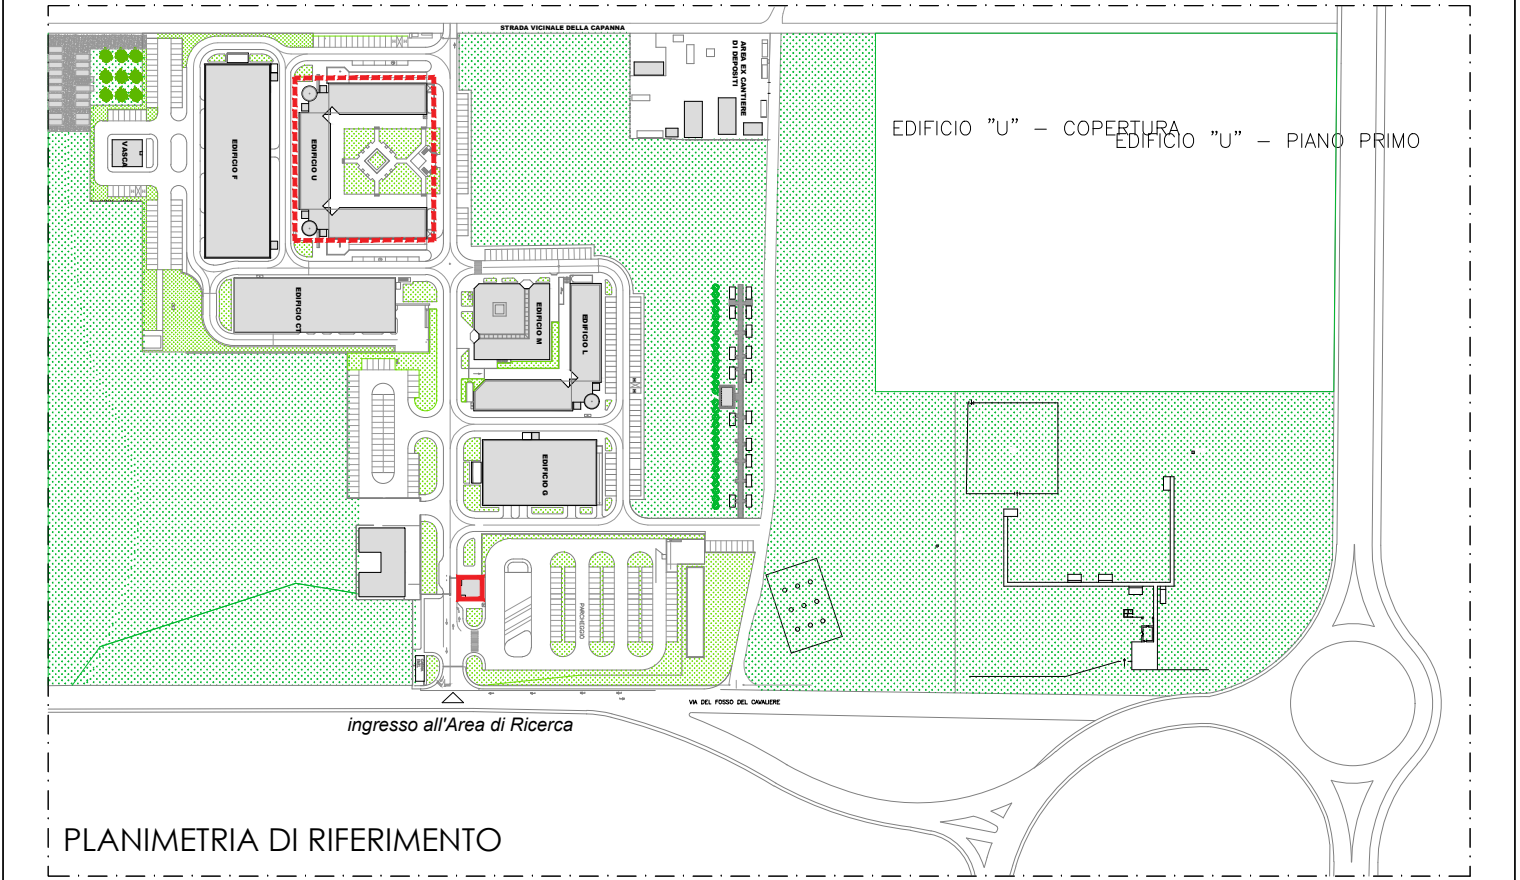 STRADA VICINALE DELLA CAPANNA
AREA EX CANTIERE
DI DEPOSITI
EDIFICIO "U" – COPERTURA
EDIFICIO "U" – PIANO PRIMO
VASCA
EDIFICIO F
EDIFICIO U
EDIFICIO CT
EDIFICIO M
EDIFICIO L
EDIFICIO G
PARCHEGGIO
VIA DEL FOSSO DEL CAVALIERE
ingresso all'Area di Ricerca
PLANIMETRIA DI RIFERIMENTO